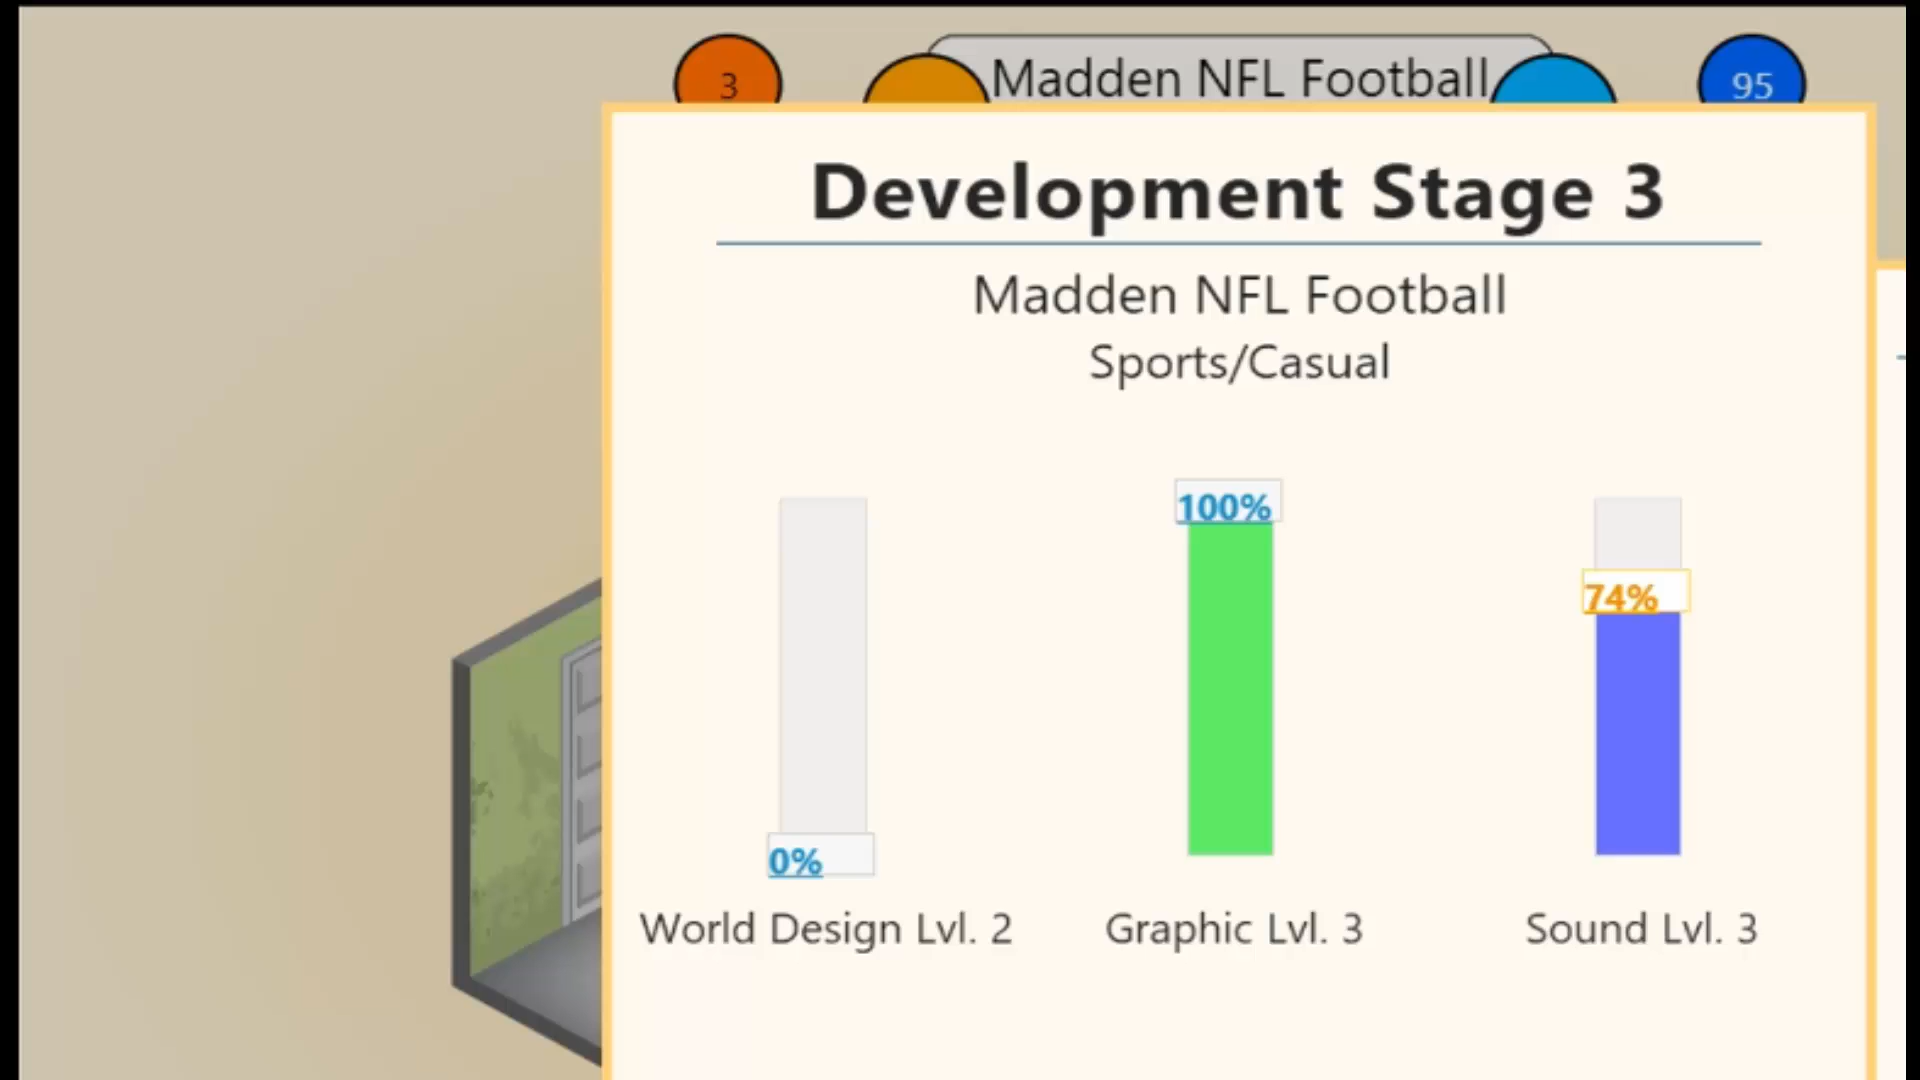 3
Madden NFL Football
95
Development Stage 3
Madden NFL Football
Sports/Casual
100%
74%
0%
World Design Lvl. 2
Graphic Lvl. 3
Sound Lvl. 3